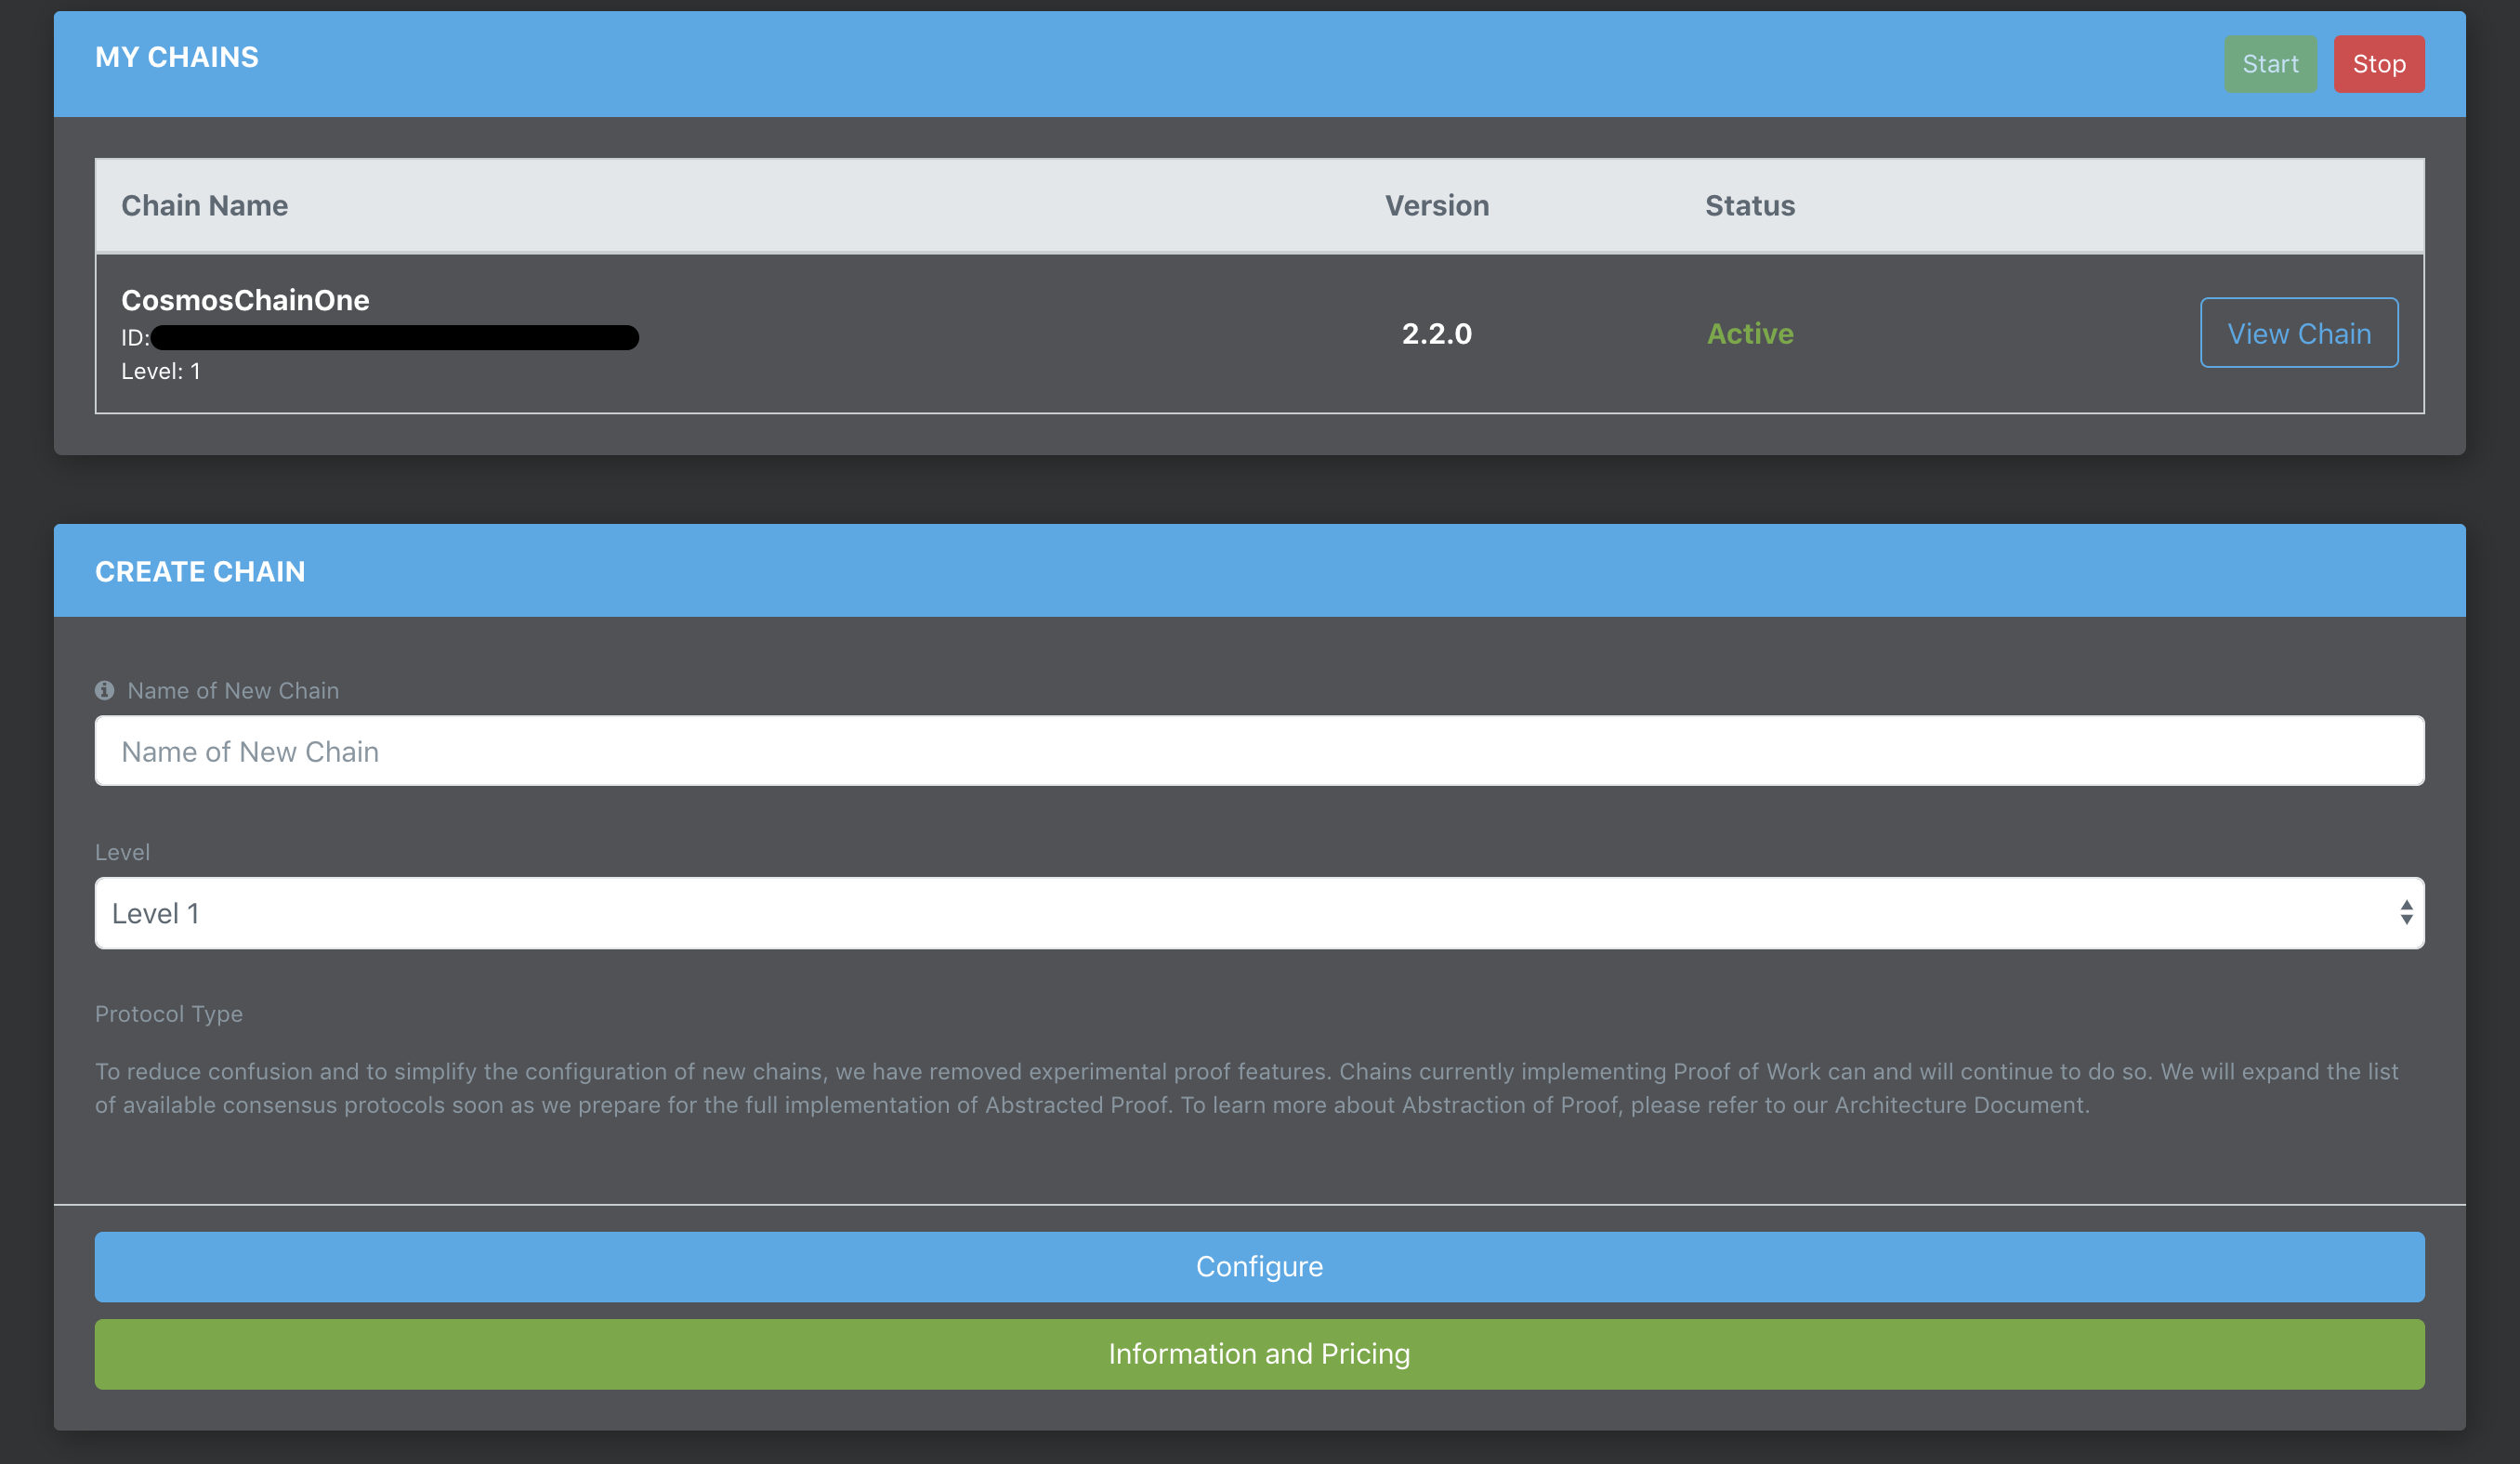 MY CHAINS
Start
Stop
Chain Name
Version
Status
CosmosChainOne
ID:
Level: 1
2.2.0
Active
View Chain
CREATE CHAIN
Name of New Chain
Name of New Chain
Level
Level 1
Protocol Type
To reduce confusion and to simplify the configuration of new chains, we have removed experimental proof features. Chains currently implementing Proof of Work can and will continue to do so. We will expand the list
of available consensus protocols soon as we prepare for the full implementation of Abstracted Proof. To learn more about Abstraction of Proof, please refer to our Architecture Document.
Configure
Information and Pricing